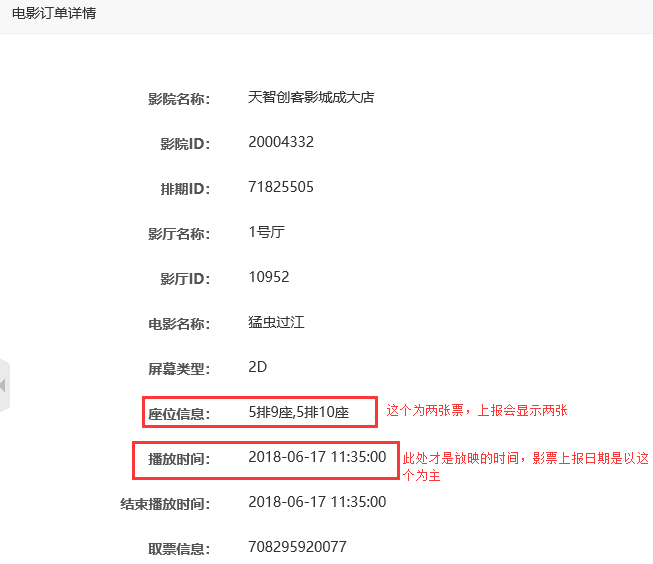 电影订单详情
影院名称: 天智创客影城成大店
影院ID: 20004332
排期ID: 71825505
影厅名称: 1号厅
影厅ID: 10952
电影名称: 猛虫过江
屏幕类型: 2D
座位信息: 5排9座,5排10座 这个为两张票，上报会显示两张
播放时间: 2018-06-17 11:35:00 此处才是放映的时间，影票上报日期是以这
个为主
结束播放时间: 2018-06-17 11:35:00
取票信息: 708295920077